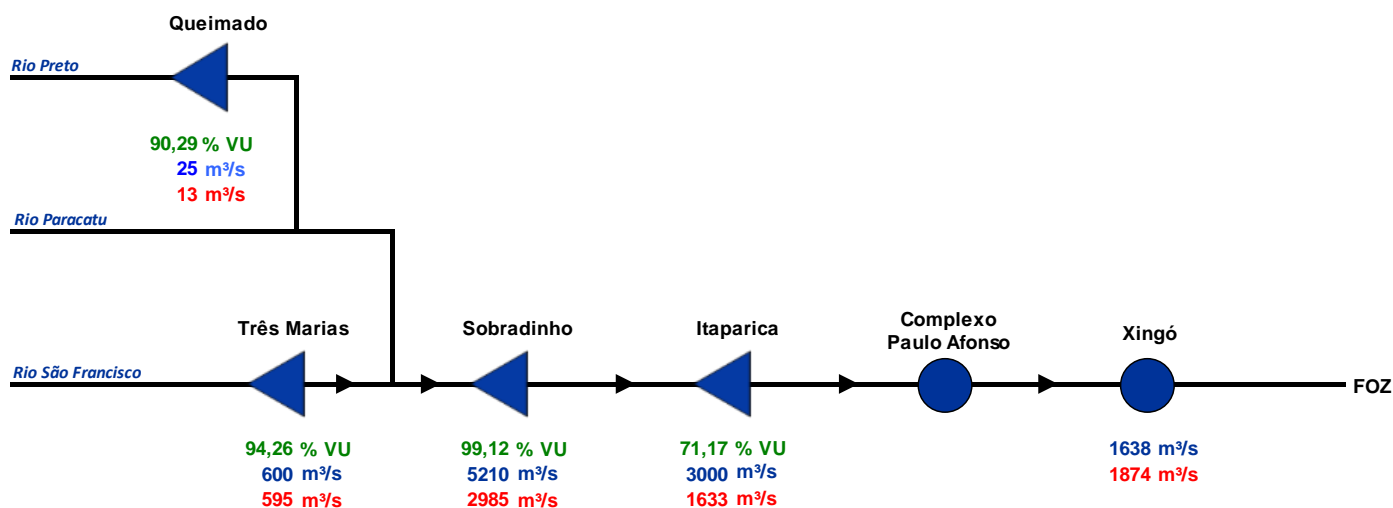 Queimado
Rio Preto
90,29 % VU
25 m³/s
13 m³/s
Rio Paracatu
Três Marias
Sobradinho
Itaparica
Complexo
Paulo Afonso
Xingó
Rio São Francisco
FOZ
94,26 % VU
600 m³/s
595 m³/s
99,12 % VU
5210 m³/s
2985 m³/s
71,17 % VU
3000 m³/s
1633 m³/s
1638 m³/s
1874 m³/s